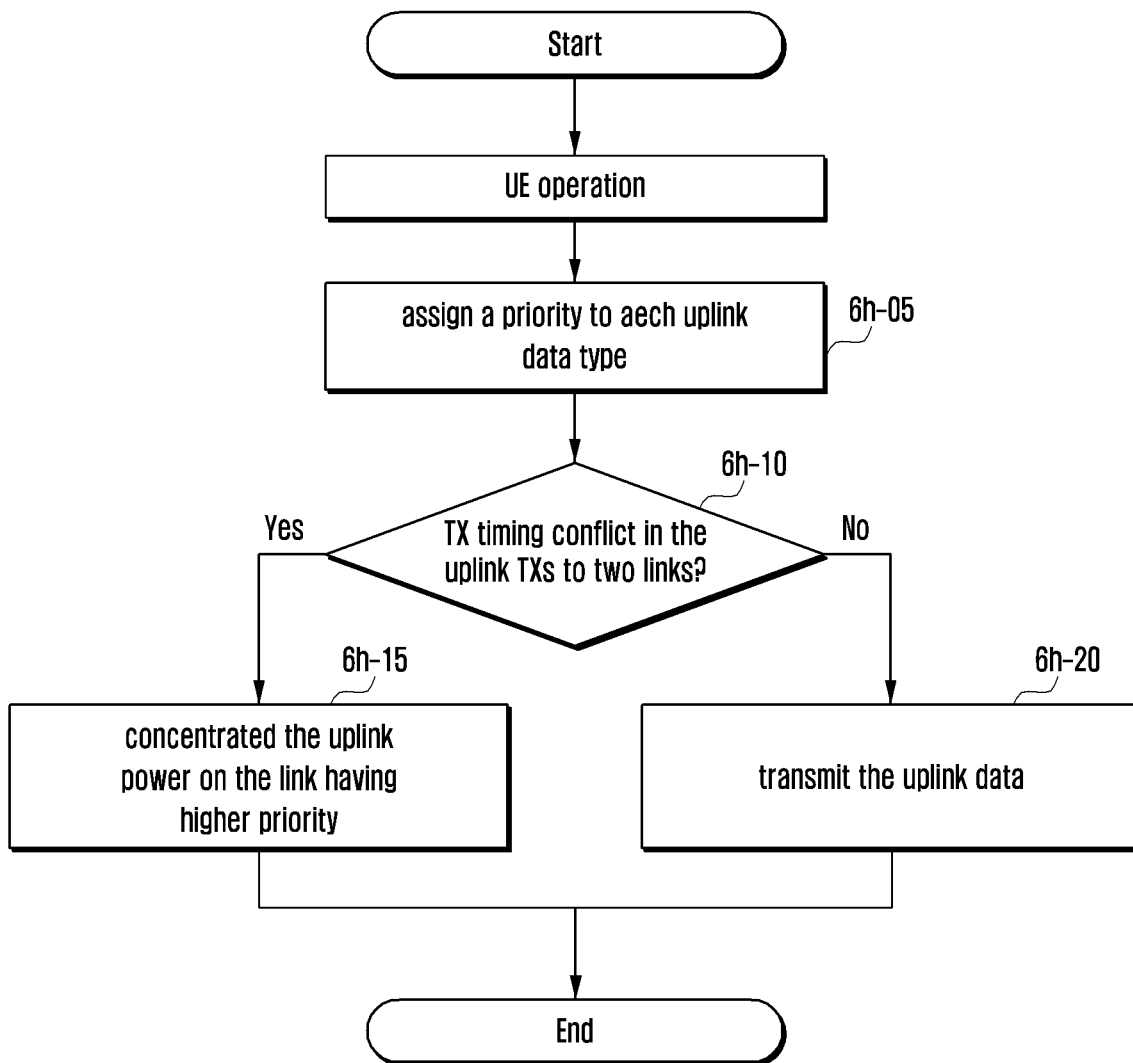 Start
UE operation
assign a priority to aech uplink
data type
6h-05
6h-10
TX timing conflict in the
uplink TXs to two links?
Yes
No
6h-15
concentrated the uplink
power on the link having
higher priority
6h-20
transmit the uplink data
End